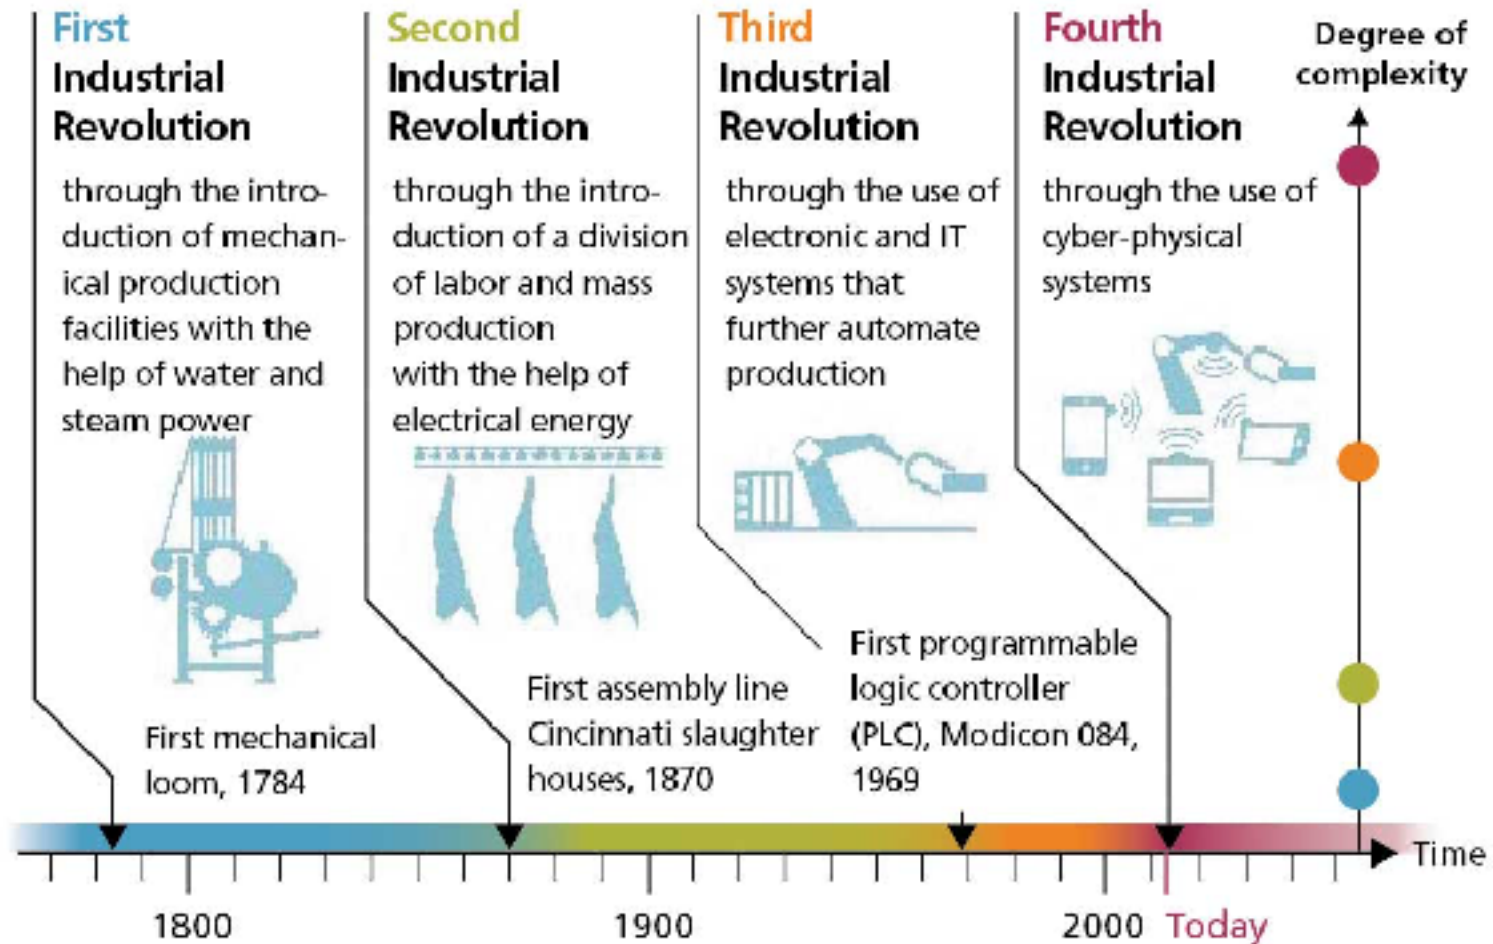 First
Industrial
Revolution
through the intro-
duction of mechan-
ical production
facilities with the
help of water and
steam power
First mechanical
loom, 1784
Second
Industrial
Revolution
through the intro-
duction of a division
of labor and mass
production
with the help of
electrical energy
First assembly line
Cincinnati slaughter
houses, 1870
Third
Industrial
Revolution
through the use of
electronic and IT
systems that
further automate
production
First programmable
logic controller
(PLC), Modicon 084,
1969
Fourth
Industrial
Revolution
through the use of
cyber-physical
systems
Degree of
complexity
Time
1800
1900
2000
Today